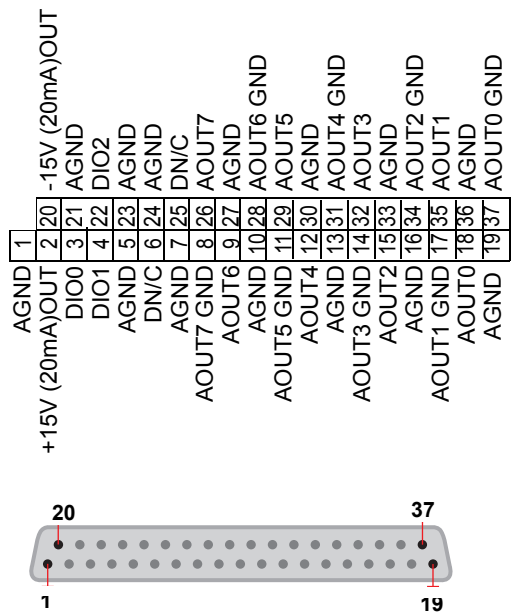 AGND 1
+15V (20mA)OUT 2 20 -15V (20mA)OUT
DIO0 3 21 AGND
DIO1 4 22 DIO2
AGND 5 23 AGND
DN/C 6 24 AGND
AGND 7 25 DN/C
AOUT7 GND 8 26 AOUT7
AOUT6 9 27 AGND
AGND 10 28 AOUT6 GND
AOUT5 GND 11 29 AOUT5
AOUT4 12 30 AGND
AGND 13 31 AOUT4 GND
AOUT3 GND 14 32 AOUT3
AOUT2 15 33 AGND
AGND 16 34 AOUT2 GND
AOUT1 GND 17 35 AOUT1
AOUT0 18 36 AGND
AGND 19 37 AOUT0 GND
20 37
1 19